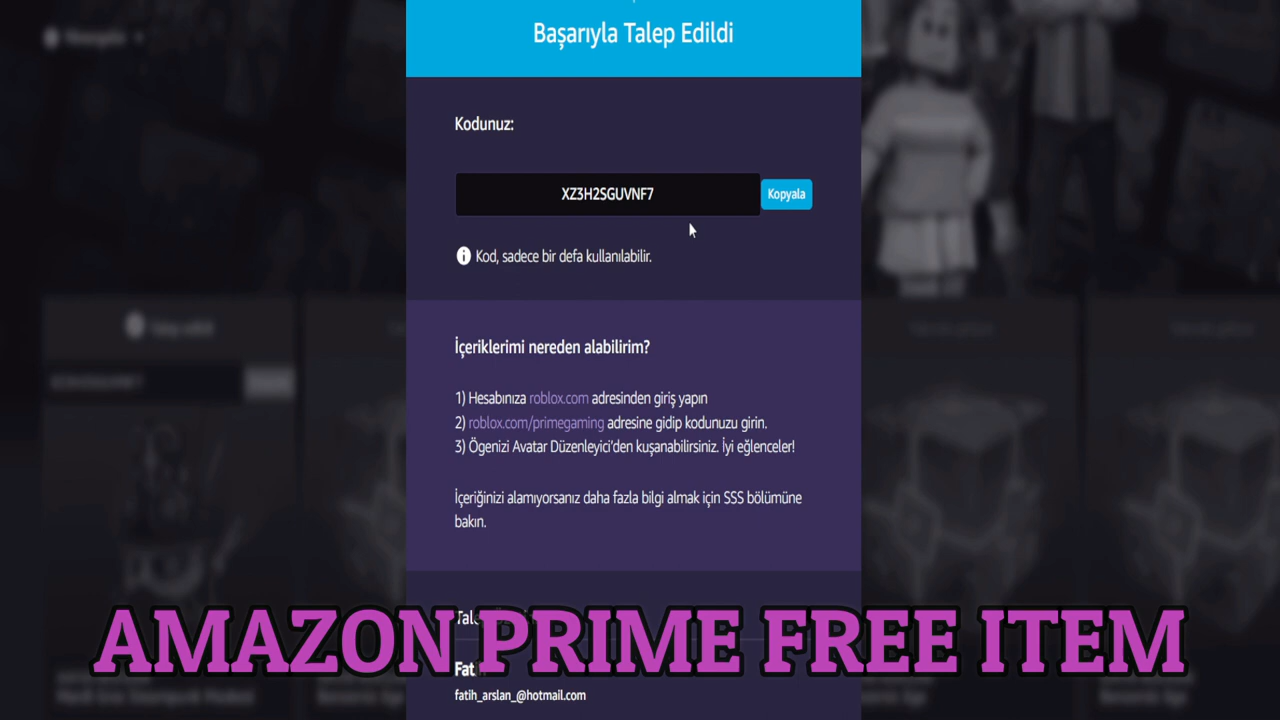 Başarıyla Talep Edildi
Kodunuz:
XZ3H2SGUVNF7
Kopyala
Kod, sadece bir defa kullanılabilir.
İçeriklerimi nereden alabilirim?
1) Hesabınıza roblox.com adresinden giriş yapın
2) roblox.com/primegaming adresine gidip kodunuzu girin.
3) Ögenizi Avatar Düzenleyici'den kuşanabilirsiniz. İyi eğlenceler!
İçeriğinizi alamıyorsanız daha fazla bilgi almak için SSS bölümüne
bakın.
AMAZON PRIME FREE ITEM
fatih_arslan_@hotmail.com